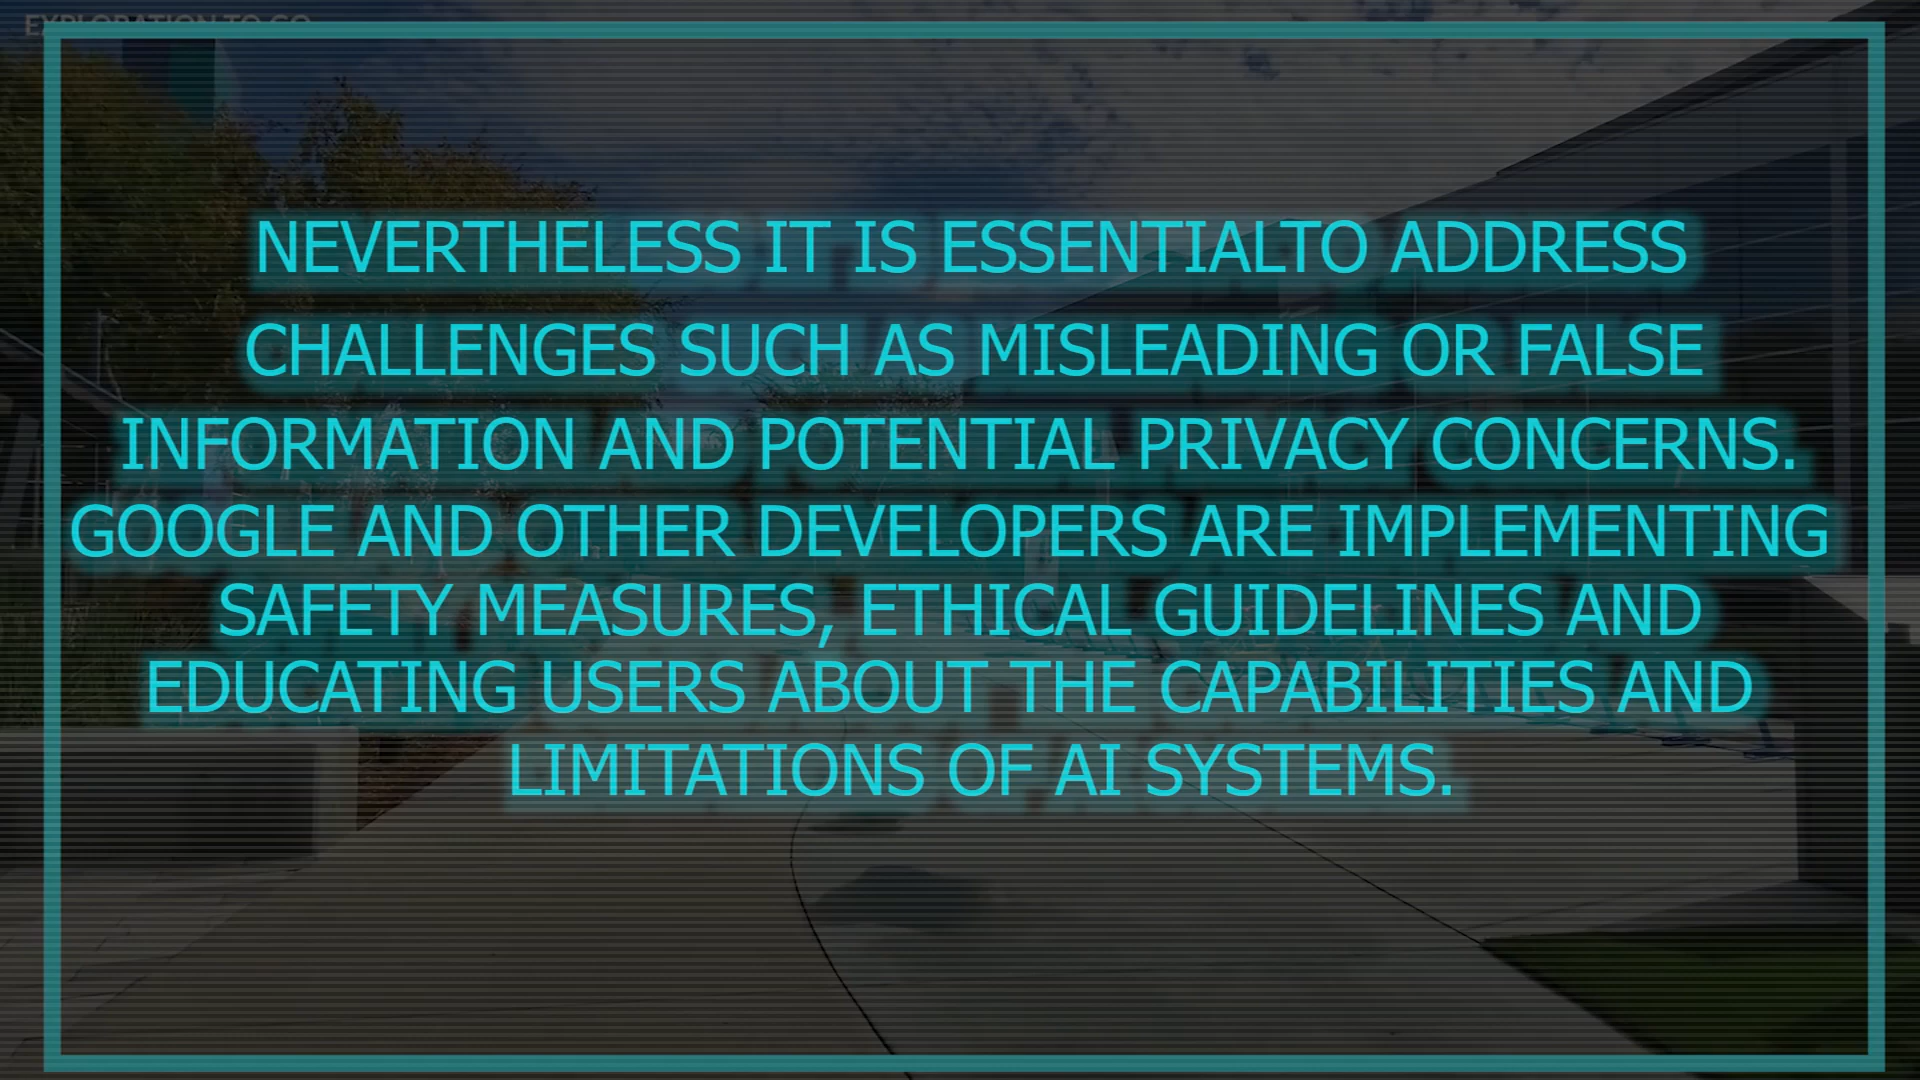 EXPLORATION TO GO
NEVERTHELESS IT IS ESSENTIALTO ADDRESS
CHALLENGES SUCH AS MISLEADING OR FALSE
INFORMATION AND POTENTIAL PRIVACY CONCERNS.
GOOGLE AND OTHER DEVELOPERS ARE IMPLEMENTING
SAFETY MEASURES, ETHICAL GUIDELINES AND
EDUCATING USERS ABOUT THE CAPABILITIES AND
LIMITATIONS OF AI SYSTEMS.